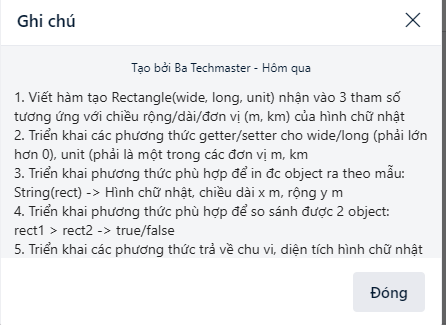 Ghi chú
Tạo bởi Ba Techmaster - Hôm qua
1. Viết hàm tạo Rectangle(wide, long, unit) nhận vào 3 tham số
tương ứng với chiều rộng/dài/đơn vị (m, km) của hình chữ nhật
2. Triển khai các phương thức getter/setter cho wide/long (phải lớn
hơn 0), unit (phải là một trong các đơn vị m, km
3. Triển khai phương thức phù hợp để in đc object ra theo mẫu:
String(rect) -> Hình chữ nhật, chiều dài x m, rộng y m
4. Triển khai phương thức phù hợp để so sánh được 2 object:
rect1 > rect2 -> true/false
5. Triển khai các phương thức trả về chu vi, diện tích hình chữ nhật
Đóng